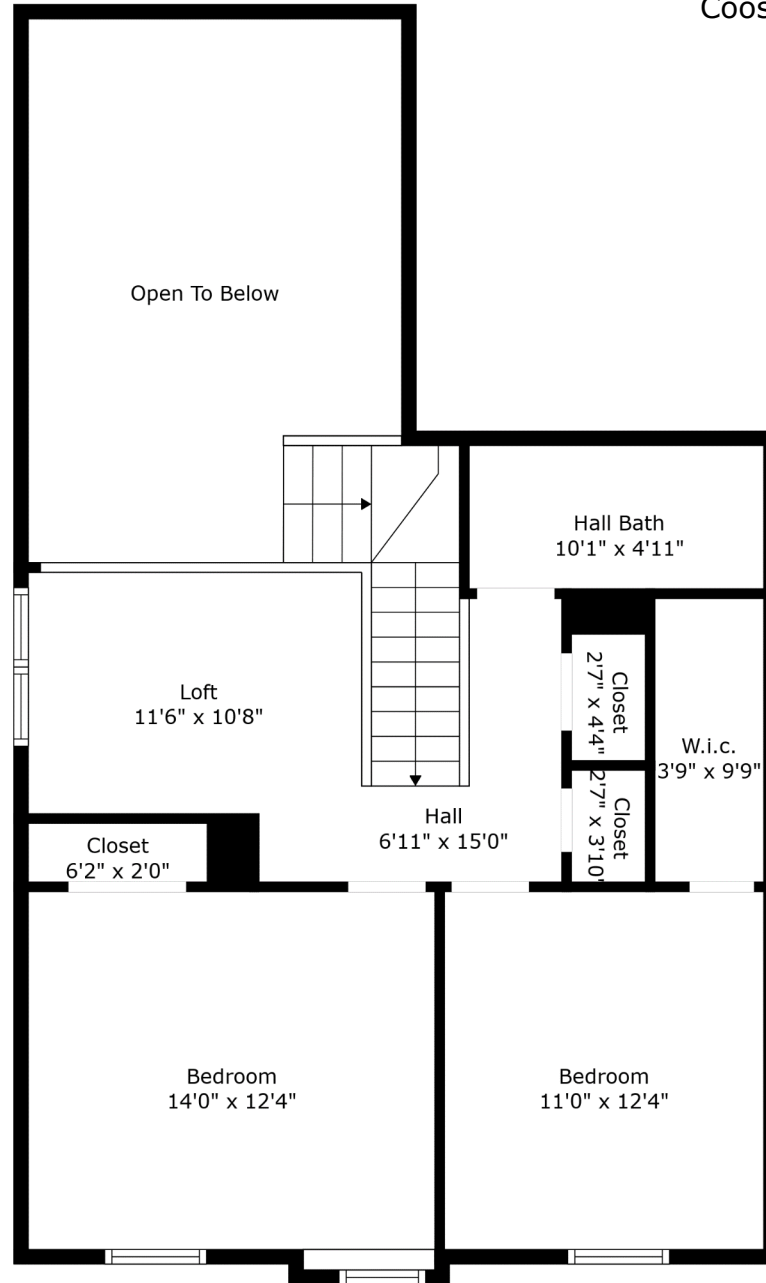 Coos
Open To Below
Hall Bath
10'1" x 4'11"
Loft
11'6" x 10'8"
Closet
2'7" x 4'4"
W.i.c.
3'9" x 9'9"
Closet
2'7" x 3'10"
Hall
6'11" x 15'0"
Closet
6'2" x 2'0"
Bedroom
14'0" x 12'4"
Bedroom
11'0" x 12'4"